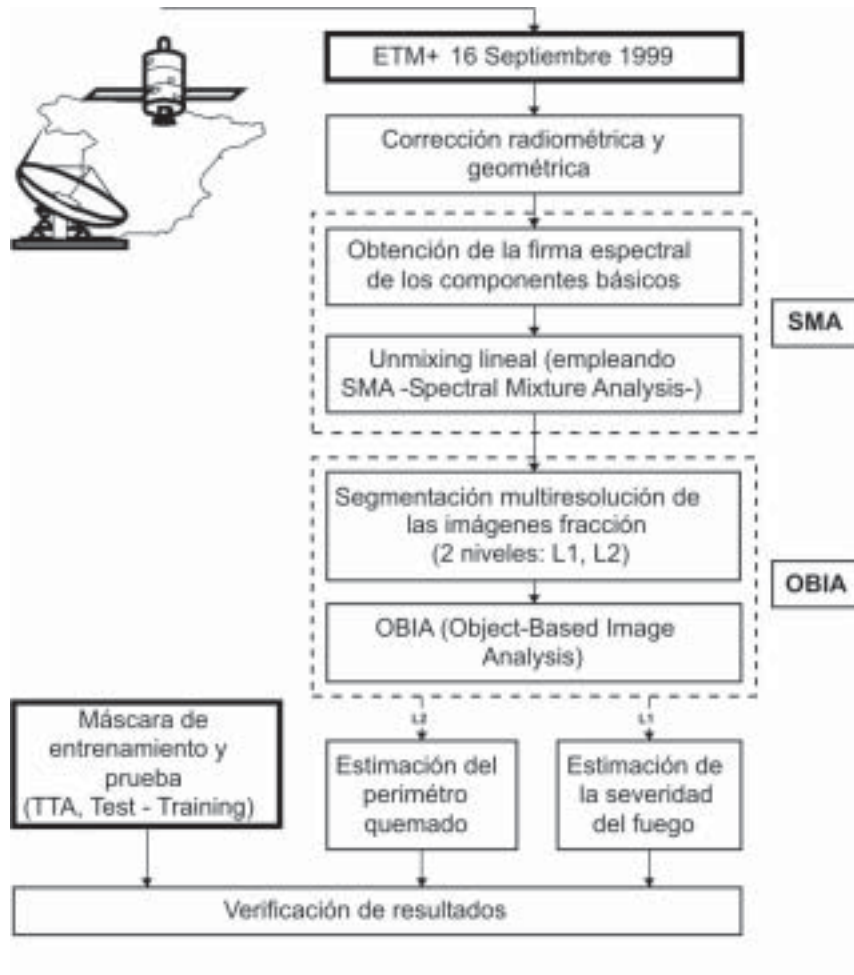 ETM+ 16 Septiembre 1999
Corrección radiométrica y
geométrica
Obtención de la firma espectral
de los componentes básicos
SMA
Unmixing lineal (empleando
SMA -Spectral Mixture Analysis-)
Segmentación multiresolución de
las imágenes fracción
(2 niveles: L1, L2)
OBIA
OBIA (Object-Based Image
Analysis)
L2
L1
Máscara de
entrenamiento y
prueba
(TTA, Test - Training)
Estimación del
perimétro
quemado
Estimación de
la severidad
del fuego
Verificación de resultados